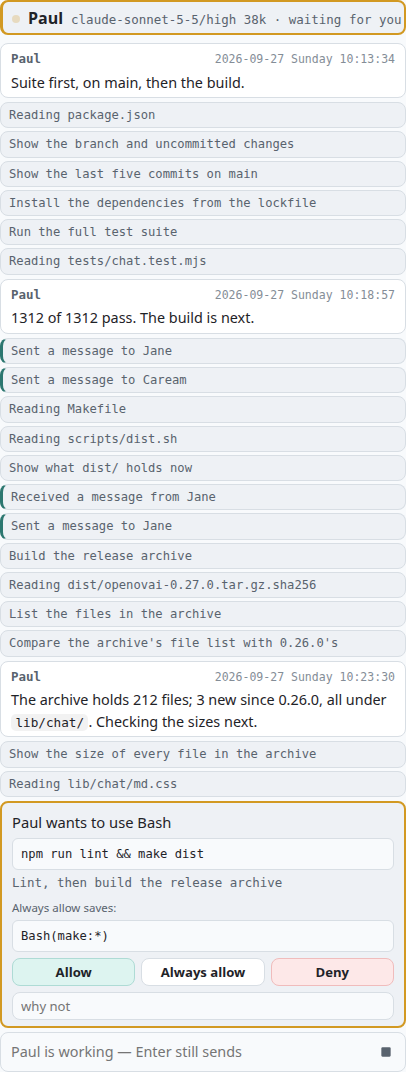 Paul claude-sonnet-5-5/high 38k · waiting for you
Paul 2026-09-27 Sunday 10:13:34
Suite first, on main, then the build.
Reading package.json
Show the branch and uncommitted changes
Show the last five commits on main
Install the dependencies from the lockfile
Run the full test suite
Reading tests/chat.test.mjs
Paul 2026-09-27 Sunday 10:18:57
1312 of 1312 pass. The build is next.
Sent a message to Jane
Sent a message to Caream
Reading Makefile
Reading scripts/dist.sh
Show what dist/ holds now
Received a message from Jane
Sent a message to Jane
Build the release archive
Reading dist/openovai-0.27.0.tar.gz.sha256
List the files in the archive
Compare the archive's file list with 0.26.0's
Paul 2026-09-27 Sunday 10:23:30
The archive holds 212 files; 3 new since 0.26.0, all under
lib/chat/. Checking the sizes next.
Show the size of every file in the archive
Reading lib/chat/md.css
Paul wants to use Bash
npm run lint && make dist
Lint, then build the release archive
Always allow saves:
Bash(make:*)
Allow Always allow Deny
why not
Paul is working — Enter still sends